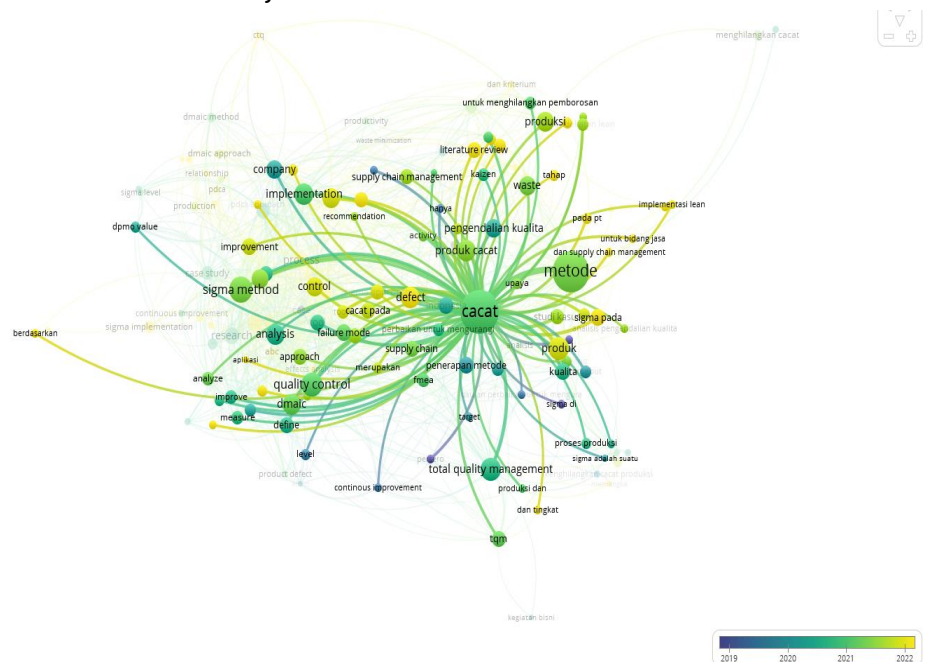 ctq
menghilangkan cacat
dan kriterium
untuk menghilangkan pemborosan
dmaic method
productivity
produksi
waste minimization
literature review
dmaic approach
company
relationship
supply chain management
kaizen
tahap
waste
sigma level
pdca
implementation
production
recommendation
hanya
implementasi lean
pada pt
dpmo value
activity
pengendalian kualita
untuk bidang jasa
improvement
produk cacat
dan supply chain management
process
case study
metode
upaya
sigma method
control
defect
cacat
cacat pada
continuous improvement
studi kasus
sigma pada
sigma implementation
perbaikan untuk mengurangi
analisis pengendalian kualita
berdasarkan
research
analysis
failure mode
abc
supply chain
produk
aplikasi
approach
merupakan
penerapan metode
kualita
analyze
quality control
fmea
improve
dmaic
sigma di
measure
define
target
proses produksi
level
total quality management
sigma adalah suatu
product defect
continous improvement
produksi dan
dan tingkat
tqm
kegiatan bisni
2019
2020
2021
2022